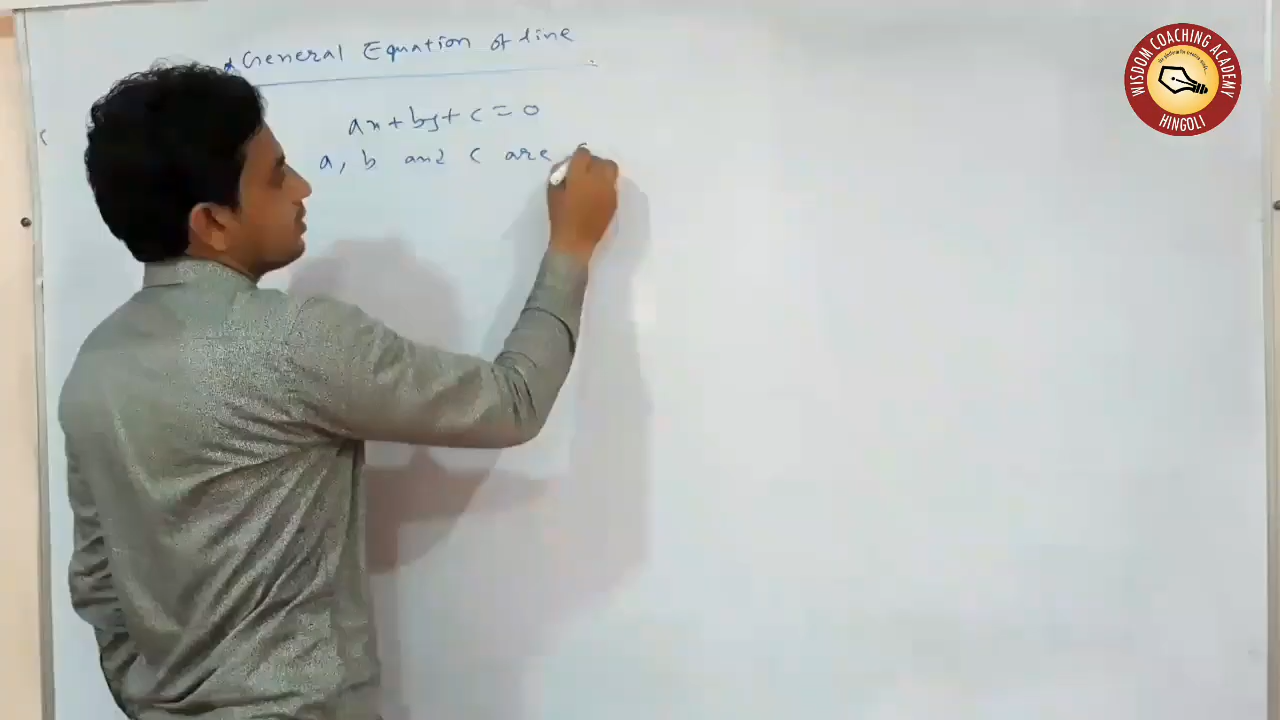 General Equation of line
ax + by + c = 0
a, b and c are
WISDOM COACHING ACADEMY
HINGOLI